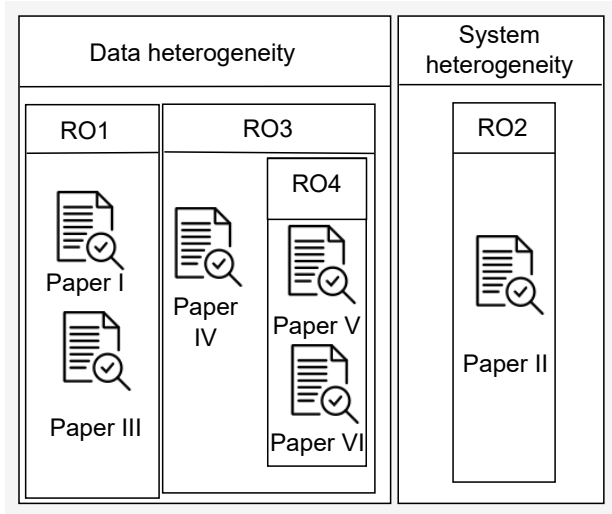 Data heterogeneity
System
heterogeneity
RO1
RO3
RO2
RO4
Paper I
Paper
IV
Paper V
Paper II
Paper III
Paper VI